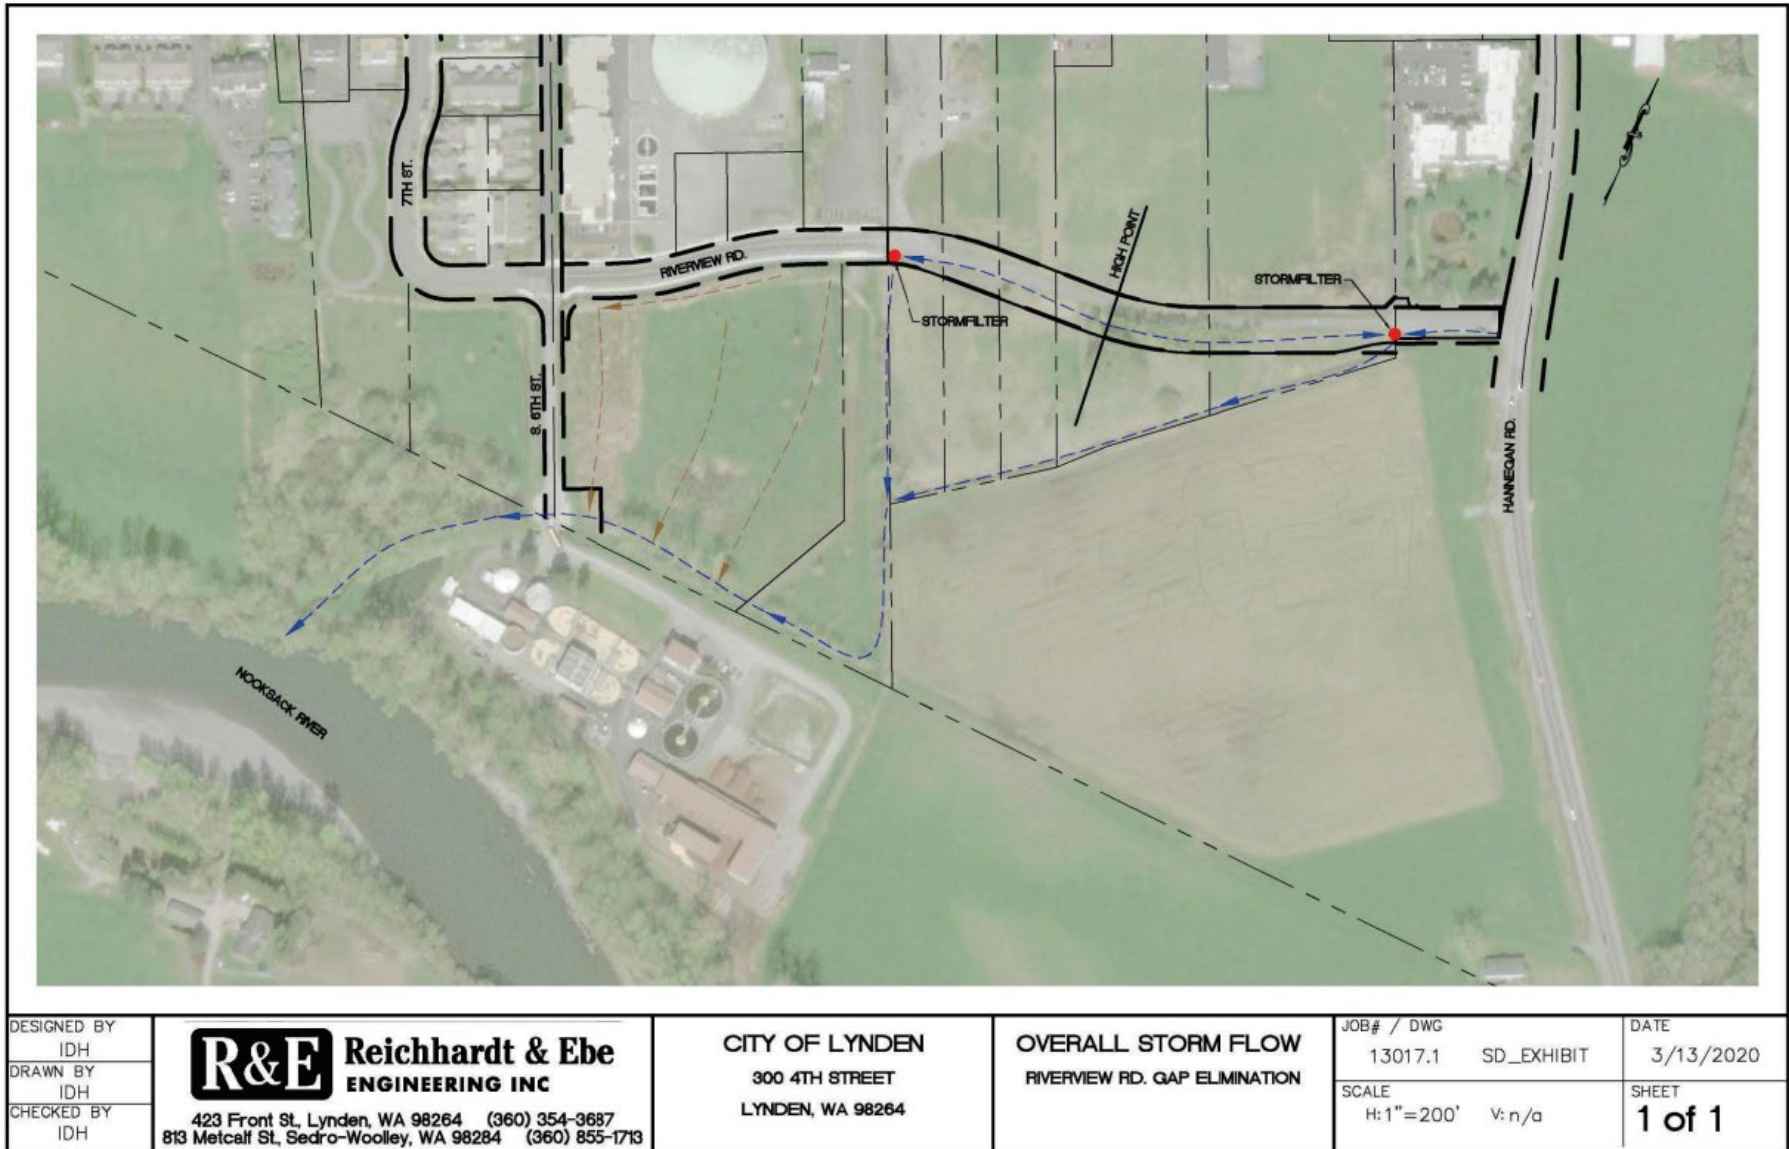 7TH ST.
RIVERVIEW RD.
HIGH POINT
STORMFILTER
STORMFILTER
S. 6TH ST.
HANNEGAN RD.
NOOKSACK RIVER
DESIGNED BY
IDH
DRAWN BY
IDH
CHECKED BY
IDH
R&E Reichhardt & Ebe
ENGINEERING INC
423 Front St., Lynden, WA 98264 (360) 354-3687
813 Metcalf St., Sedro-Woolley, WA 98284 (360) 855-1713
CITY OF LYNDEN
300 4TH STREET
LYNDEN, WA 98264
OVERALL STORM FLOW
RIVERVIEW RD. GAP ELIMINATION
JOB# / DWG
13017.1 SD_EXHIBIT
DATE
3/13/2020
SCALE
H:1"=200' V: n/a
SHEET
1 of 1